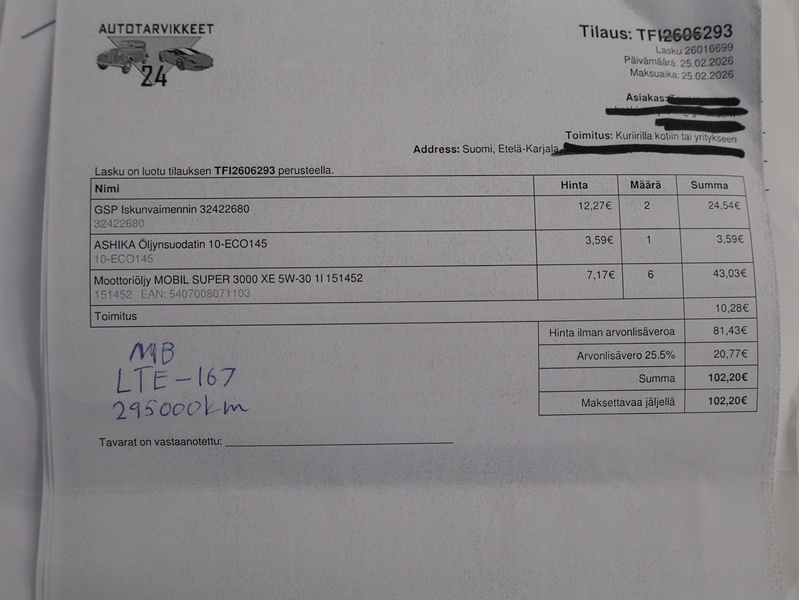 AUTOTARVIKKEET
24
Tilaus: TFI2606293
Lasku 26016699
Päivämäärä: 25.02.2026
Maksuaika: 25.02.2026
Asiakas:
Toimitus: Kuriirilla kotiin tai yritykseen
Address: Suomi, Etelä-Karjala
Lasku on luotu tilauksen TFI2606293 perusteella.
Nimi Hinta Määrä Summa
GSP Iskunvaimennin 32422680 12,27€ 2 24,54€
32422680
ASHIKA Öljynsuodatin 10-ECO145 3,59€ 1 3,59€
10-ECO145
Moottoriöljy MOBIL SUPER 3000 XE 5W-30 1l 151452 7,17€ 6 43,03€
151452 EAN: 5407008071103
Toimitus 10,28€
Hinta ilman arvonlisäveroa 81,43€
Arvonlisävero 25.5% 20,77€
Summa 102,20€
Maksettavaa jäljellä 102,20€
MB
LTE-167
295000km
Tavarat on vastaanotettu: